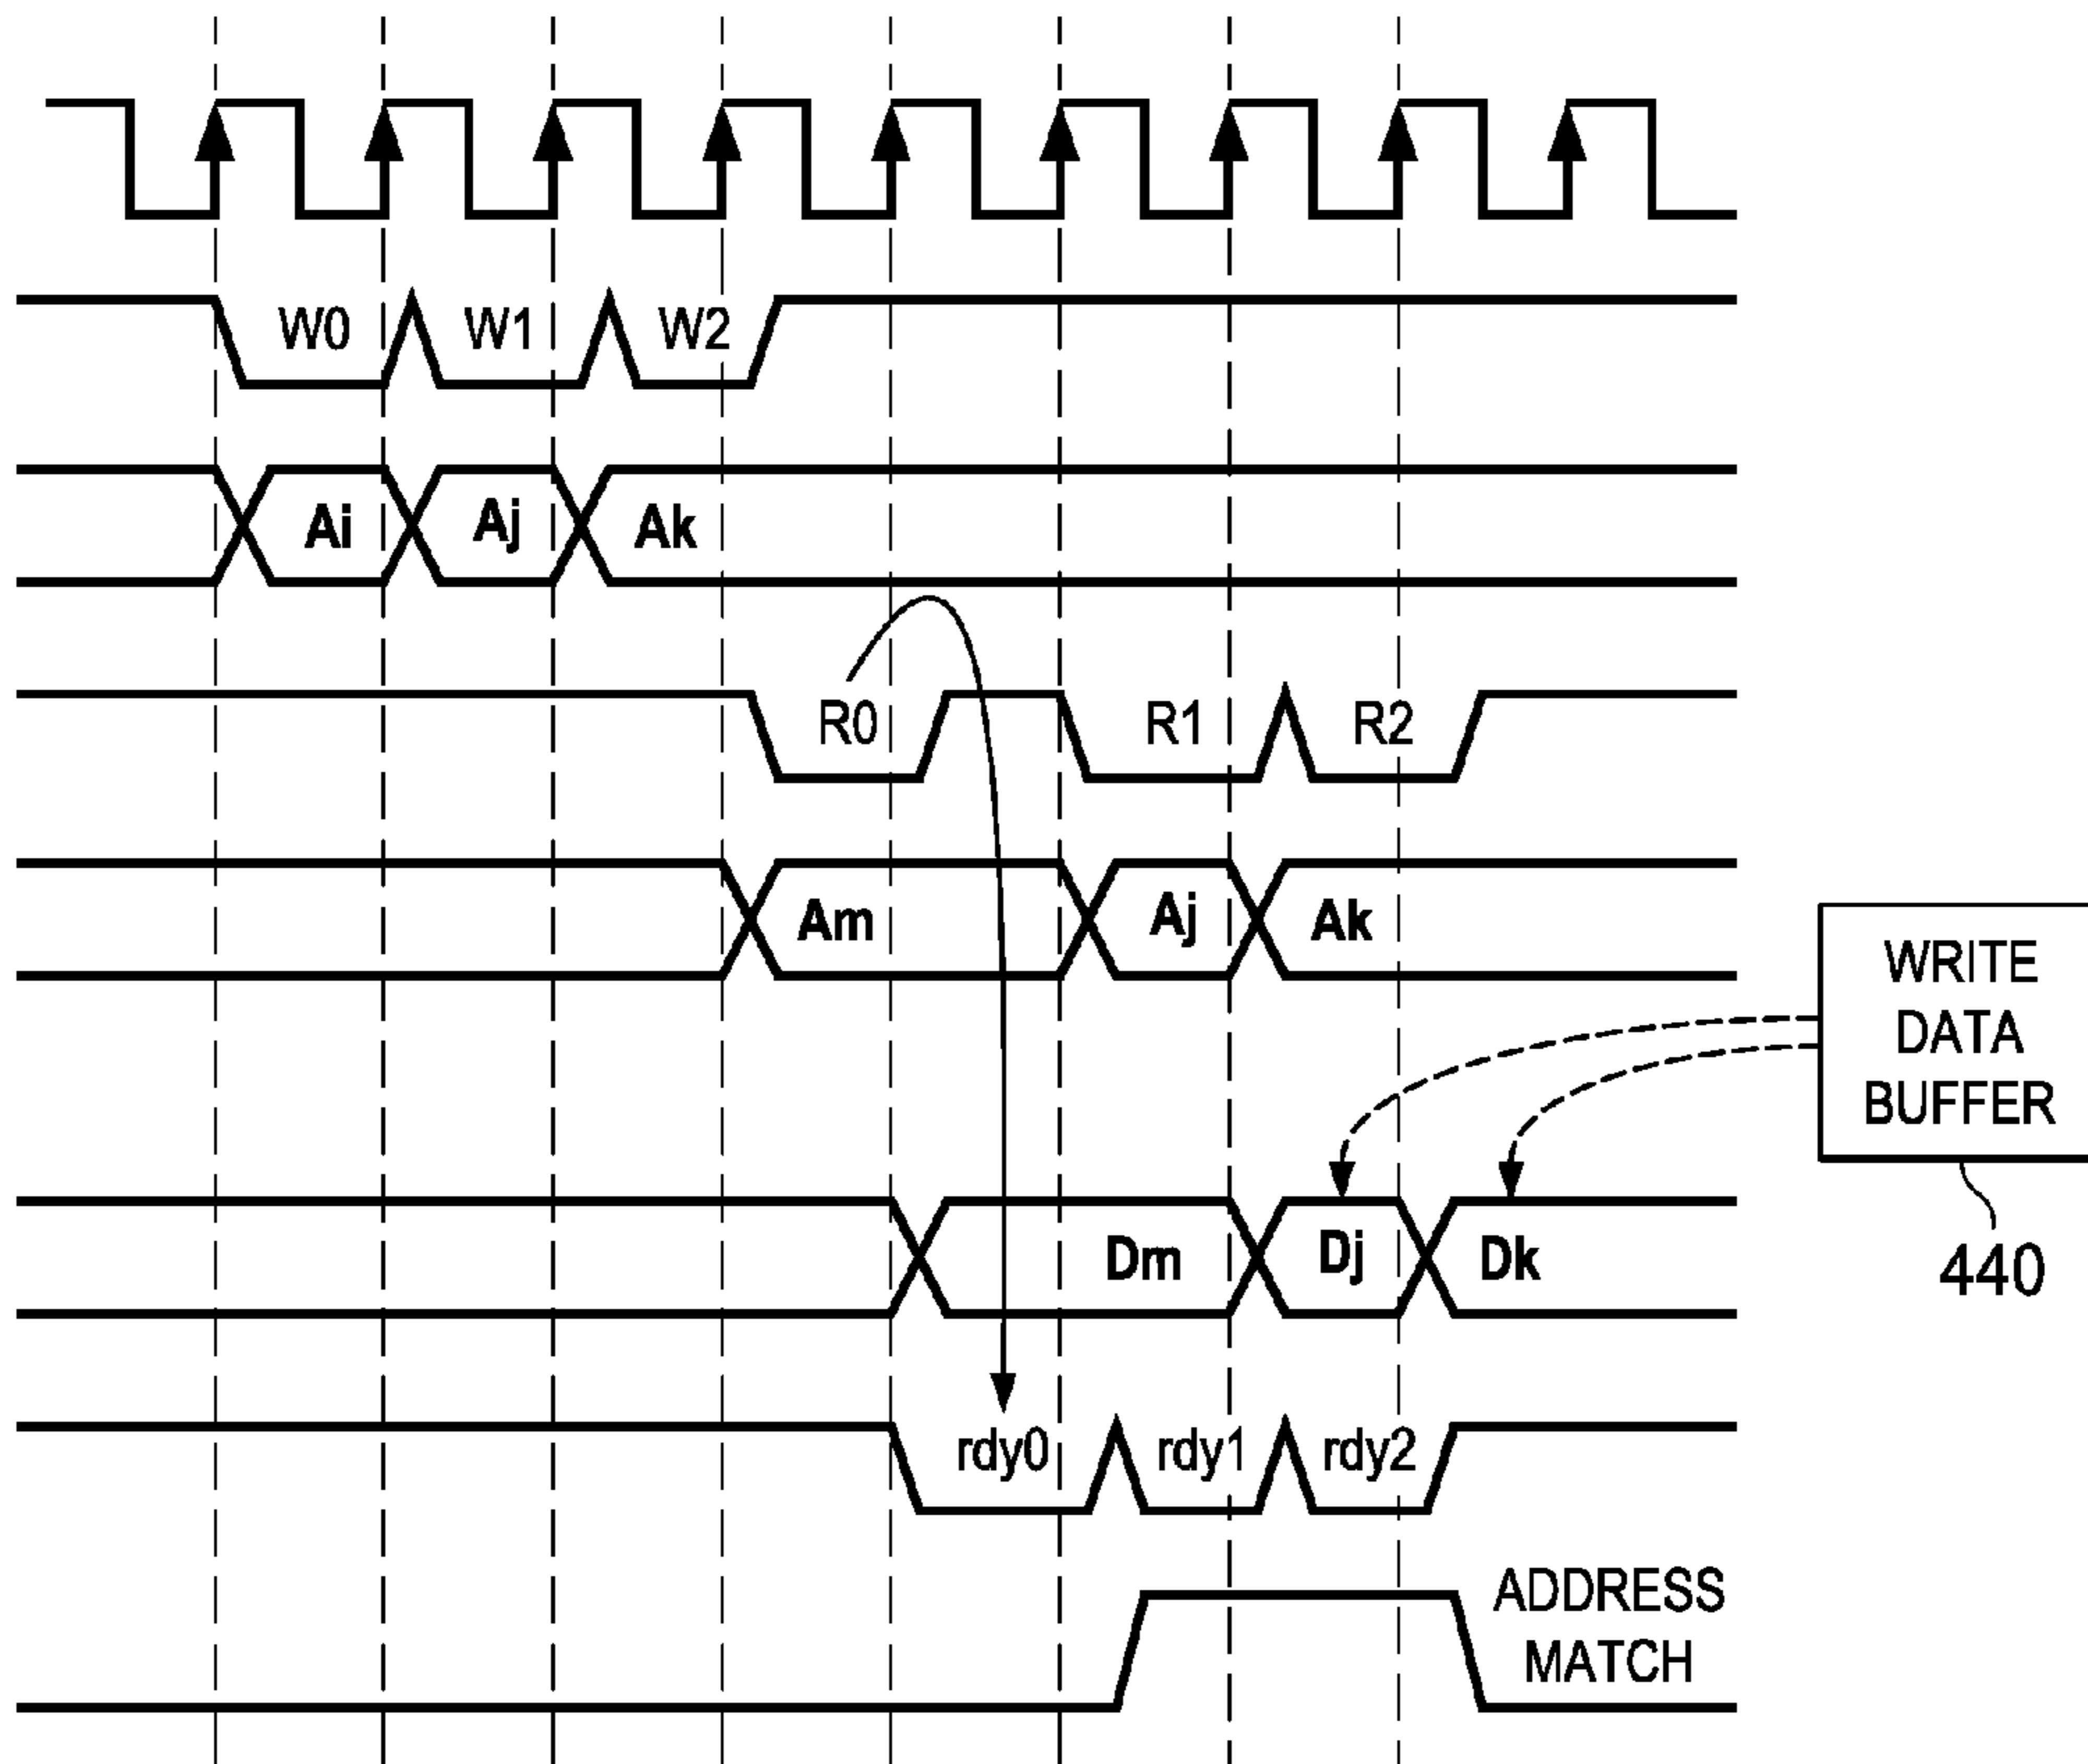 W0 W1 W2
Ai Aj Ak
R0 R1 R2
Am Aj Ak
WRITE
DATA
BUFFER
440
Dm Dj Dk
rdy0 rdy1 rdy2
ADDRESS
MATCH